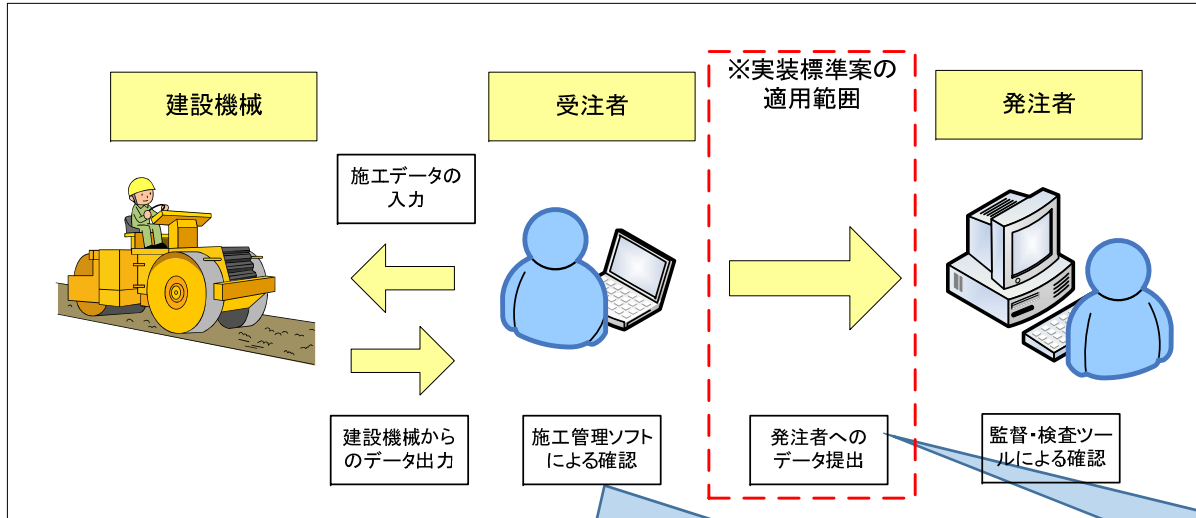 建設機械
受注者
※実装標準案の
適用範囲
発注者
施工データの
入力
建設機械から
のデータ出力
施工管理ソフト
による確認
発注者への
データ提出
監督・検査ツー
ルによる確認